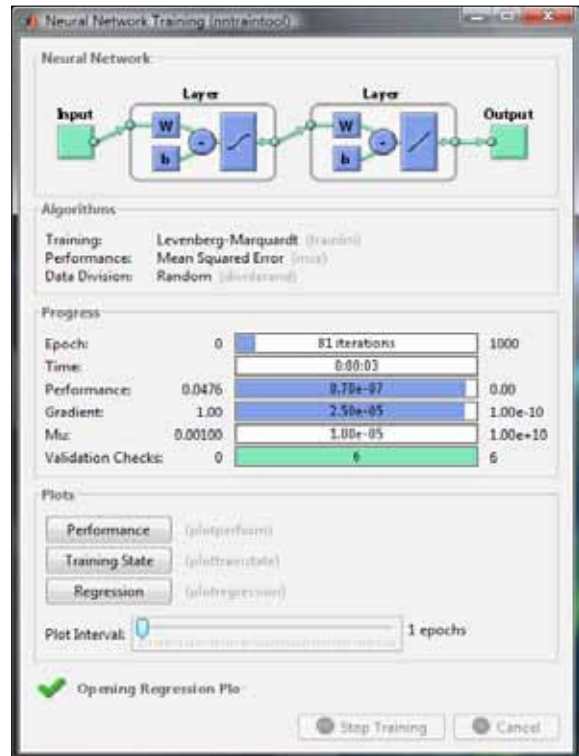 Neural Network Training (nntraintool)
Neural Network
Layer Layer
Input Output
W W
b b
Algorithms
Training: Levenberg-Marquardt (trainlm)
Performance: Mean Squared Error (mse)
Data Division: Random (dividerand)
Progress
Epoch: 0 81 iterations 1000
Time: 0:00:03
Performance: 0.0476 0.00
Gradient: 1.00 2.50e-05 1.00e-10
Mu: 0.00100 1.00e-05 1.00e+10
Validation Checks: 0 6 6
Plots
Performance (plotperform)
Training State (plottrainstate)
Regression (plotregression)
Plot Interval: 1 epochs
Opening Regression Plo
Stop Training Cancel